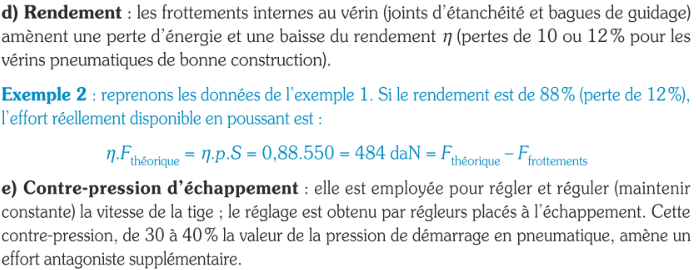 d) Rendement : les frottements internes au vérin (joints d'étanchéité et bagues de guidage)
amènent une perte d'énergie et une baisse du rendement η (pertes de 10 ou 12 % pour les
vérins pneumatiques de bonne construction).
Exemple 2 : reprenons les données de l'exemple 1. Si le rendement est de 88 % (perte de 12 %),
l'effort réellement disponible en poussant est :
η.F_théorique = η.p.S = 0,88.550 = 484 daN = F_théorique – F_frottements
e) Contre-pression d'échappement : elle est employée pour régler et réguler (maintenir
constante) la vitesse de la tige ; le réglage est obtenu par régleurs placés à l'échappement. Cette
contre-pression, de 30 à 40 % la valeur de la pression de démarrage en pneumatique, amène un
effort antagoniste supplémentaire.